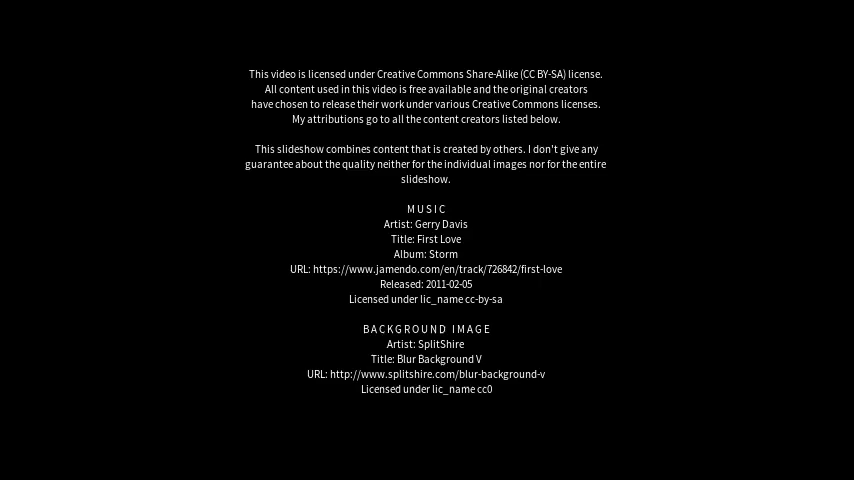 This video is licensed under Creative Commons Share-Alike (CC BY-SA) license.
All content used in this video is free available and the original creators
have chosen to release their work under various Creative Commons licenses.
My attributions go to all the content creators listed below.
This slideshow combines content that is created by others. I don't give any
guarantee about the quality neither for the individual images nor for the entire
slideshow.
MUSIC
Artist: Gerry Davis
Title: First Love
Album: Storm
URL: https://www.jamendo.com/en/track/726842/first-love
Released: 2011-02-05
Licensed under lic_name cc-by-sa
BACKGROUND IMAGE
Artist: SplitShire
Title: Blur Background V
URL: http://www.splitshire.com/blur-background-v
Licensed under lic_name cc0